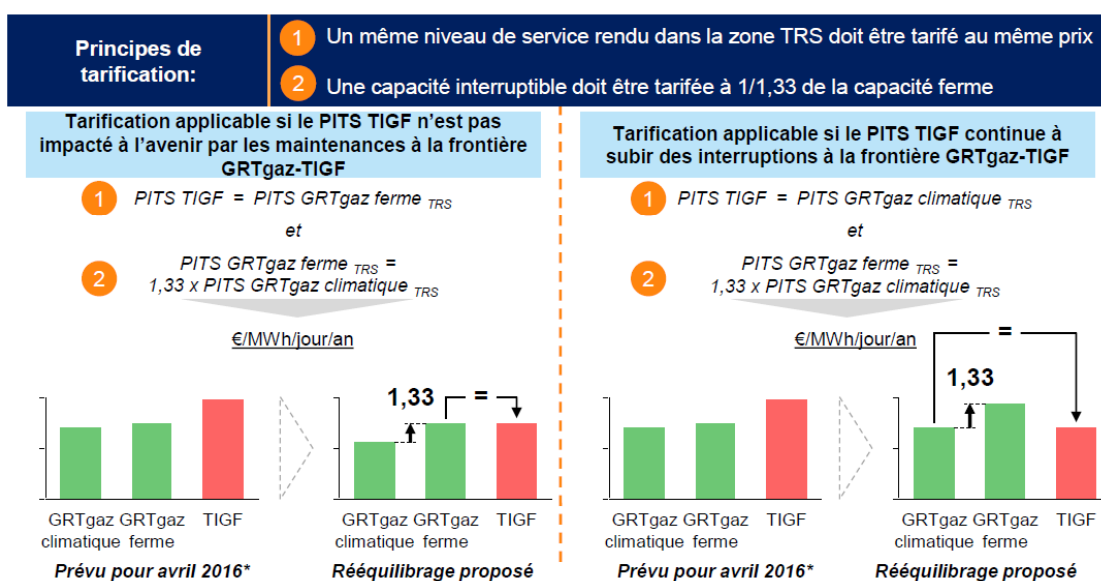 Principes de
tarification:
1 Un même niveau de service rendu dans la zone TRS doit être tarifé au même prix
2 Une capacité interruptible doit être tarifée à 1/1,33 de la capacité ferme
Tarification applicable si le PITS TIGF n'est pas
impacté à l'avenir par les maintenances à la frontière
GRTgaz-TIGF
1 PITS TIGF = PITS GRTgaz ferme TRS
et
2 PITS GRTgaz ferme TRS =
1,33 x PITS GRTgaz climatique TRS
€/MWh/jour/an
GRTgaz GRTgaz TIGF
climatique ferme
Prévu pour avril 2016*
1,33 =
GRTgaz GRTgaz TIGF
climatique ferme
Rééquilibrage proposé
Tarification applicable si le PITS TIGF continue à
subir des interruptions à la frontière GRTgaz-TIGF
1 PITS TIGF = PITS GRTgaz climatique TRS
et
2 PITS GRTgaz ferme TRS =
1,33 x PITS GRTgaz climatique TRS
€/MWh/jour/an
GRTgaz GRTgaz TIGF
climatique ferme
Prévu pour avril 2016*
=
1,33
GRTgaz GRTgaz TIGF
climatique ferme
Rééquilibrage proposé